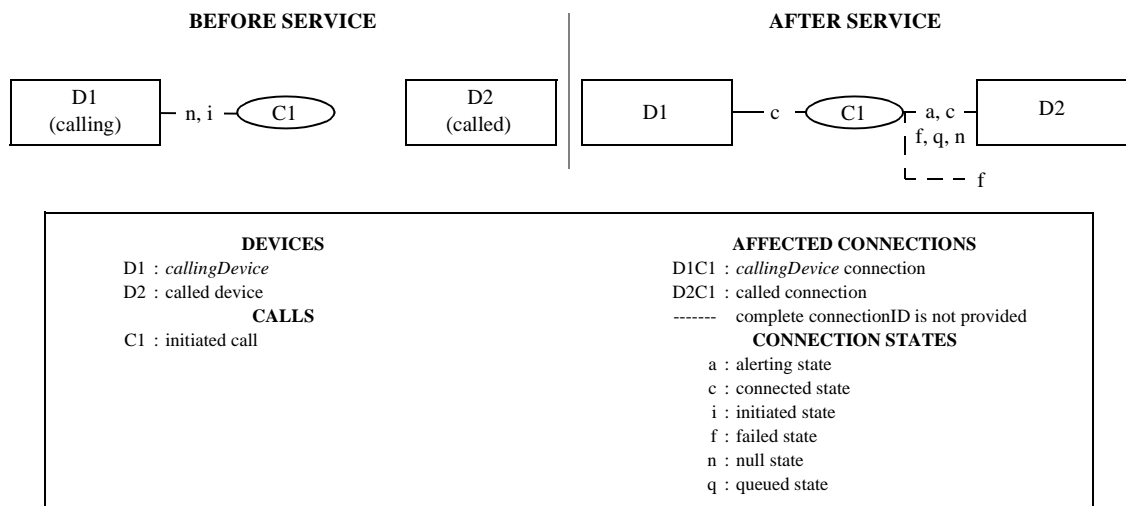 BEFORE SERVICE
AFTER SERVICE
D1
(calling)
n, i
C1
D2
(called)
D1
c
C1
a, c
f, q, n
f
D2
DEVICES
D1 : callingDevice
D2 : called device
CALLS
C1 : initiated call
AFFECTED CONNECTIONS
D1C1 : callingDevice connection
D2C1 : called connection
------- complete connectionID is not provided
CONNECTION STATES
a : alerting state
c : connected state
i : initiated state
f : failed state
n : null state
q : queued state